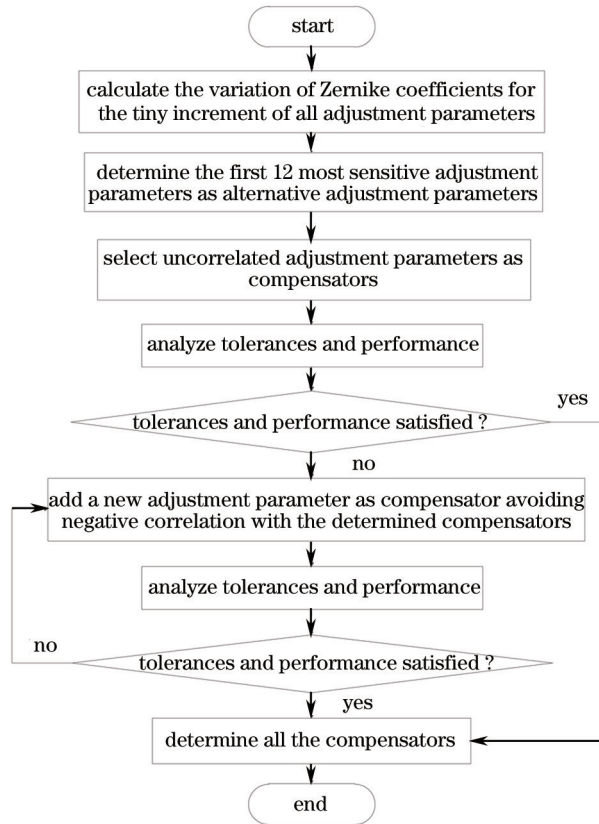 start
calculate the variation of Zernike coefficients for
the tiny increment of all adjustment parameters
determine the first 12 most sensitive adjustment
parameters as alternative adjustment parameters
select uncorrelated adjustment parameters as
compensators
analyze tolerances and performance
tolerances and performance satisfied ?
yes
no
add a new adjustment parameter as compensator avoiding
negative correlation with the determined compensators
analyze tolerances and performance
no
tolerances and performance satisfied ?
yes
determine all the compensators
end